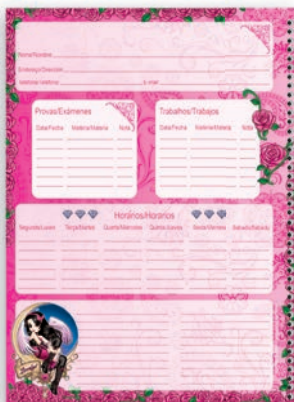 Nome/Nombre:
Endereço/Dirección:
Telefone/Teléfono: E-mail:
Provas/Exámenes
Data/Fecha Matéria/Materia Nota
Trabalhos/Trabajos
Data/Fecha Matéria/Materia Nota
Horários/Horarios
Segunda/Lunes Terça/Martes Quarta/Miércoles Quinta/Jueves Sexta/Viernes Sábado/Sábado